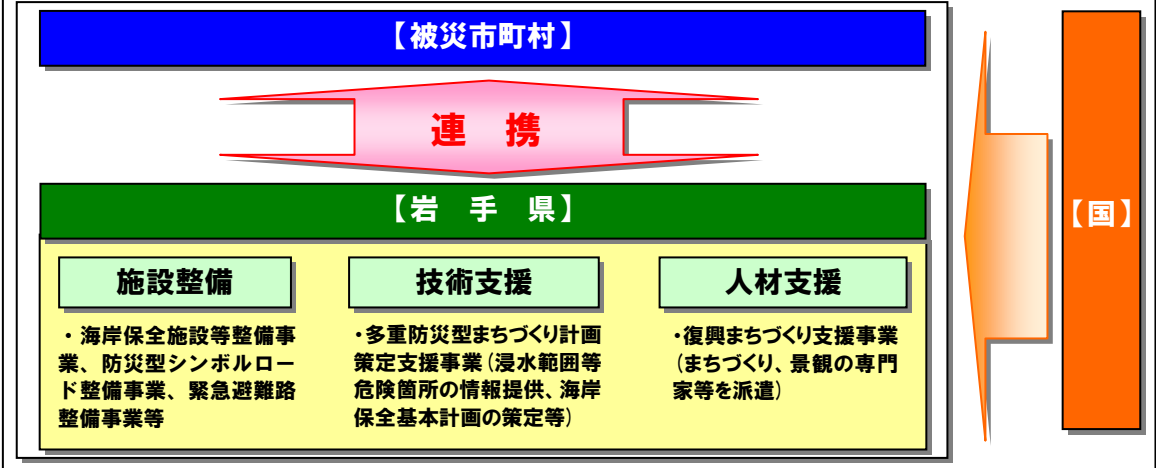 【被災市町村】
連 携
【岩 手 県】
【国】
施設整備
・海岸保全施設等整備事
業、防災型シンボルロー
ド整備事業、緊急避難路
整備事業等
技術支援
・多重防災型まちづくり計画
策定支援事業（浸水範囲等
危険箇所の情報提供、海岸
保全基本計画の策定等）
人材支援
・復興まちづくり支援事業
（まちづくり、景観の専門
家等を派遣）